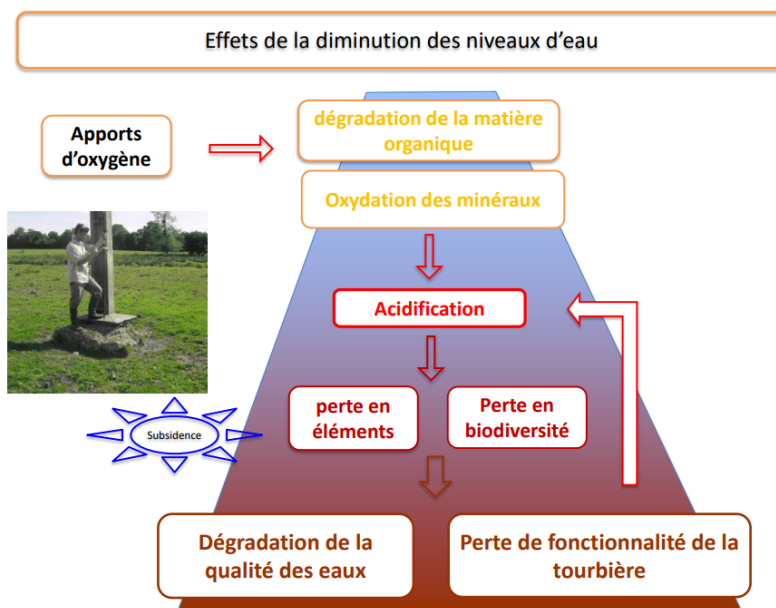 Effets de la diminution des niveaux d'eau
Apports
d'oxygène
dégradation de la matière
organique
Oxydation des minéraux
Acidification
perte en
éléments
Perte en
biodiversité
Subsidence
Dégradation de la
qualité des eaux
Perte de fonctionnalité de la
tourbière